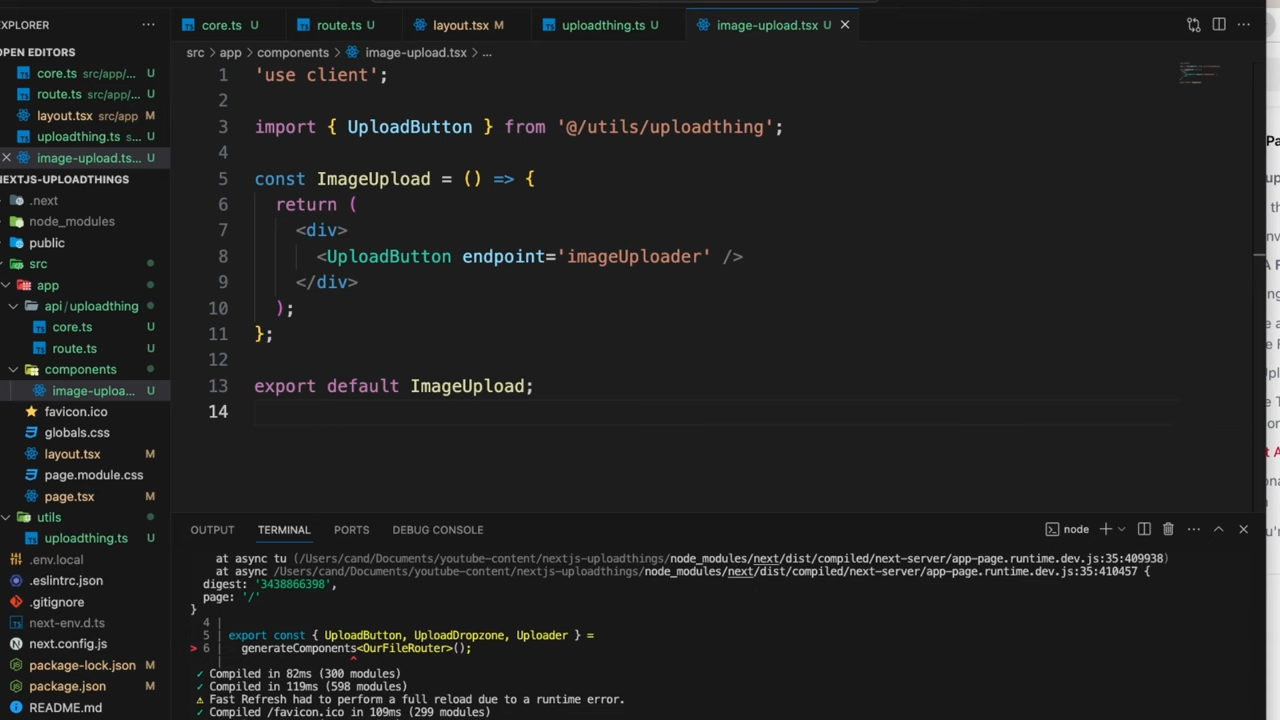 EXPLORER
core.ts U
route.ts U
layout.tsx M
uploadthing.ts U
image-upload.tsx U
OPEN EDITORS
core.ts src/app/... U
route.ts src/app/... U
layout.tsx src/app M
uploadthing.ts s... U
image-upload.ts... U
NEXTJS-UPLOADTHINGS
.next
node_modules
public
src
app
api/uploadthing
core.ts U
route.ts U
components
image-uploa... U
favicon.ico
globals.css
layout.tsx M
page.module.css
page.tsx M
utils
uploadthing.ts U
.env.local
.eslintrc.json
.gitignore
next-env.d.ts
next.config.js
package-lock.json M
package.json M
README.md
src > app > components > image-upload.tsx > ...
1 'use client';
2
3 import { UploadButton } from '@/utils/uploadthing';
4
5 const ImageUpload = () => {
6 return (
7 <div>
8 <UploadButton endpoint='imageUploader' />
9 </div>
10 );
11 };
12
13 export default ImageUpload;
14
OUTPUT TERMINAL PORTS DEBUG CONSOLE
node
at async tu (/Users/cand/Documents/youtube-content/nextjs-uploadthings/node_modules/next/dist/compiled/next-server/app-page.runtime.dev.js:35:409938)
at async /Users/cand/Documents/youtube-content/nextjs-uploadthings/node_modules/next/dist/compiled/next-server/app-page.runtime.dev.js:35:410457 {
digest: '3438866398',
page: '/'
}
4 |
5 | export const { UploadButton, UploadDropzone, Uploader } =
> 6 | generateComponents<OurFileRouter>();
| ^
✓ Compiled in 82ms (300 modules)
✓ Compiled in 119ms (598 modules)
⚠ Fast Refresh had to perform a full reload due to a runtime error.
✓ Compiled /favicon.ico in 109ms (299 modules)